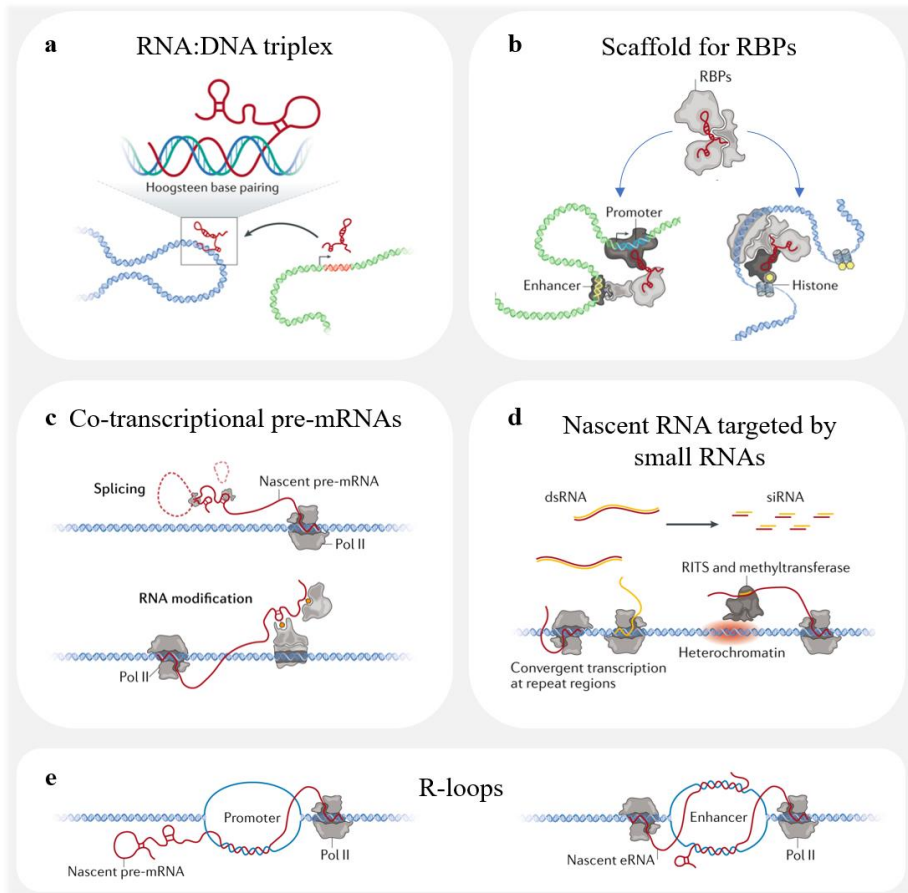 a
RNA:DNA triplex
Hoogsteen base pairing
b
Scaffold for RBPs
RBPs
Promoter
Enhancer
Histone
c
Co-transcriptional pre-mRNAs
Splicing
Nascent pre-mRNA
Pol II
RNA modification
Pol II
d
Nascent RNA targeted by
small RNAs
dsRNA
siRNA
RITS and methyltransferase
Heterochromatin
Convergent transcription
at repeat regions
e
R-loops
Promoter
Pol II
Nascent pre-mRNA
Enhancer
Nascent eRNA
Pol II